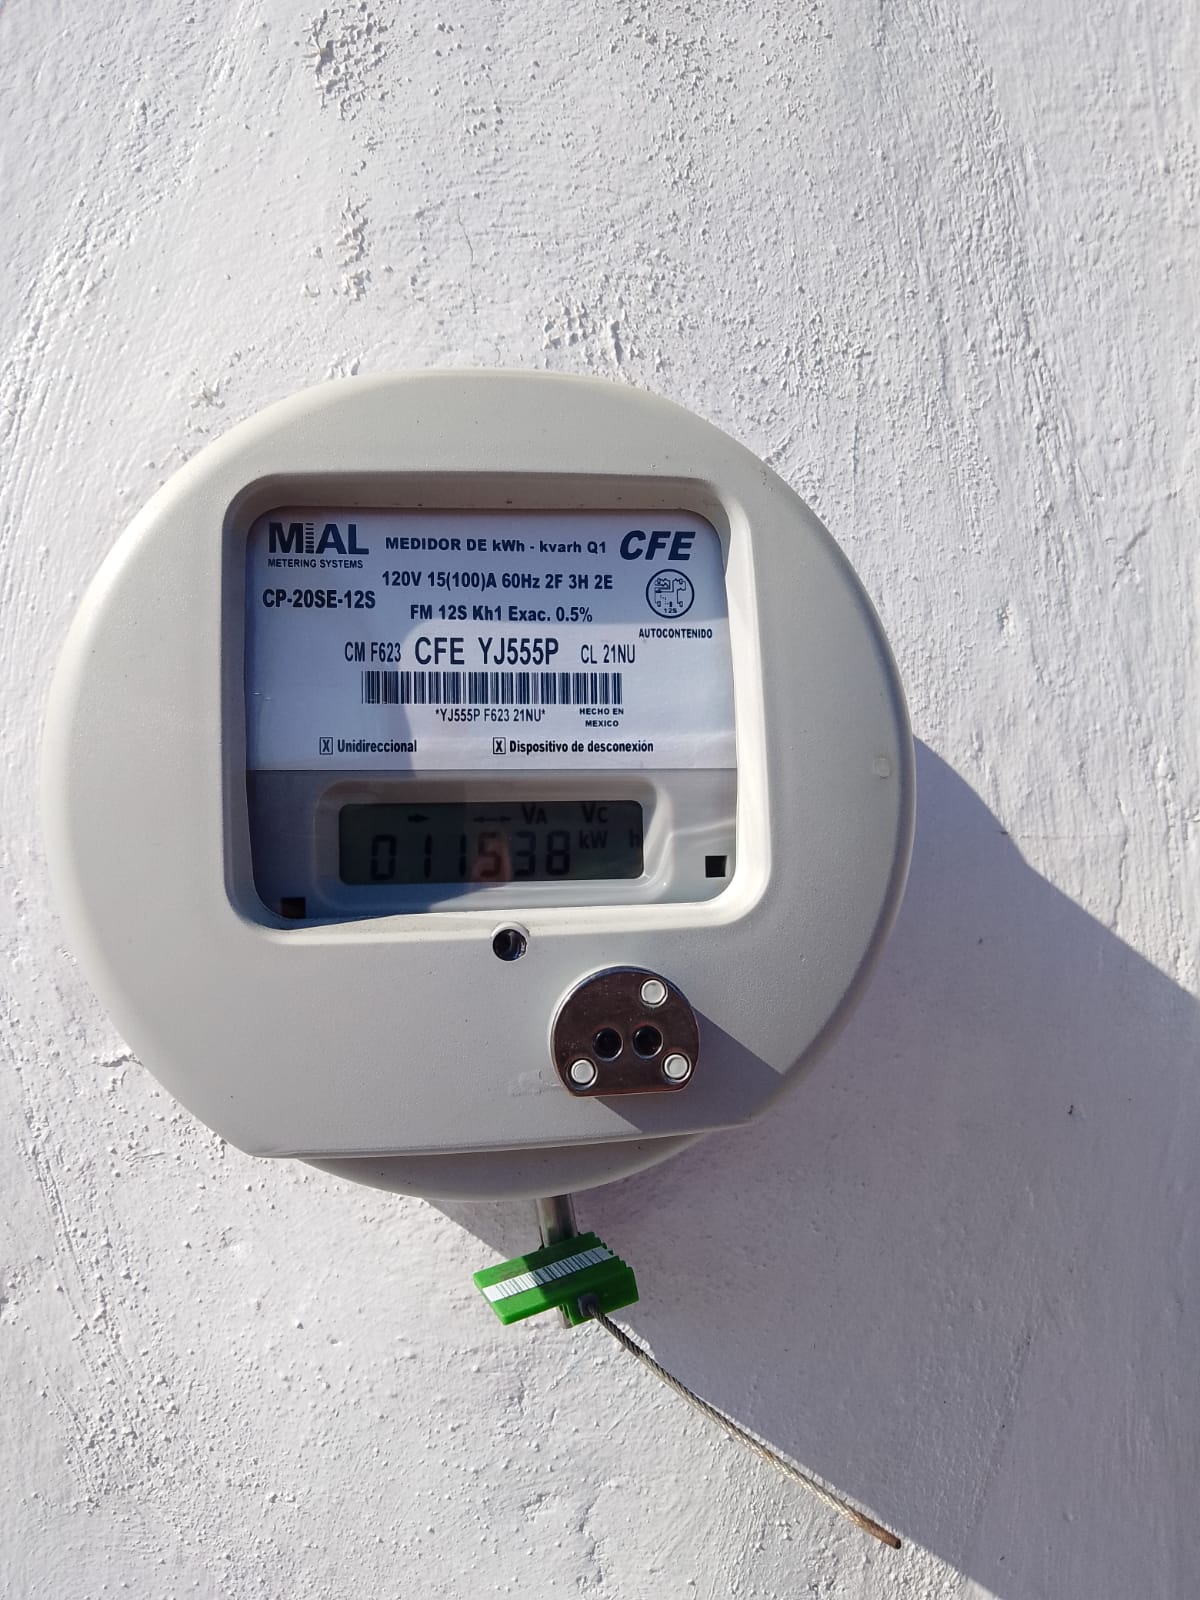 MIAL
METERING SYSTEMS
MEDIDOR DE kWh - kvarh Q1
CFE
120V 15(100)A 60Hz 2F 3H 2E
CP-20SE-12S
FM 12S Kh1 Exac. 0.5%
12S
AUTOCONTENIDO
CM F623 CFE YJ555P CL 21NU
*YJ555P F623 21NU*
HECHO EN
MEXICO
X Unidireccional
X Dispositivo de desconexión
VA VC
011538 kW h